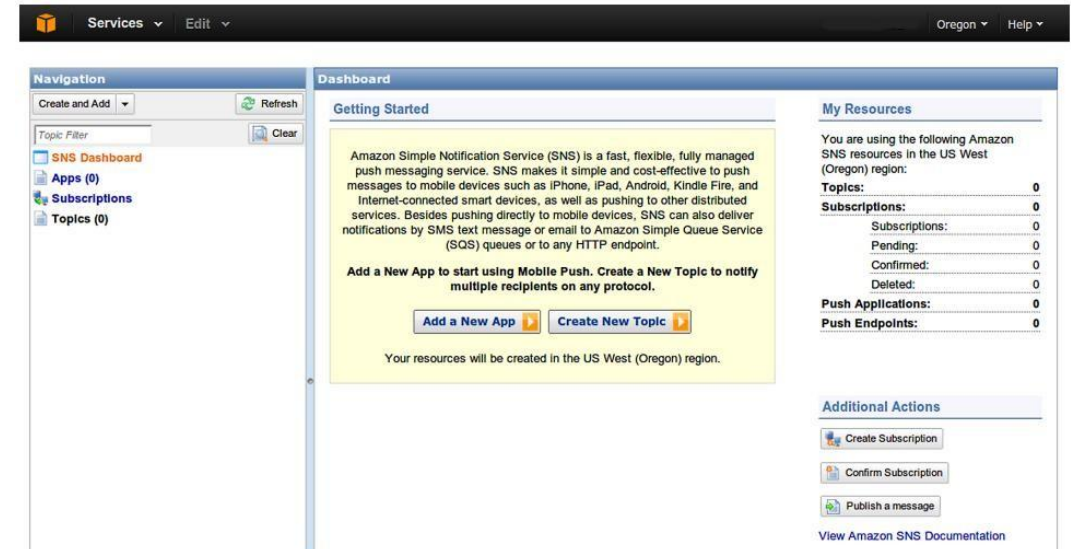 Services Edit Oregon Help
Navigation
Create and Add Refresh
Topic Filter Clear
SNS Dashboard
Apps (0)
Subscriptions
Topics (0)
Dashboard
Getting Started
Amazon Simple Notification Service (SNS) is a fast, flexible, fully managed
push messaging service. SNS makes it simple and cost-effective to push
messages to mobile devices such as iPhone, iPad, Android, Kindle Fire, and
Internet-connected smart devices, as well as pushing to other distributed
services. Besides pushing directly to mobile devices, SNS can also deliver
notifications by SMS text message or email to Amazon Simple Queue Service
(SQS) queues or to any HTTP endpoint.
Add a New App to start using Mobile Push. Create a New Topic to notify
multiple recipients on any protocol.
Add a New App Create New Topic
Your resources will be created in the US West (Oregon) region.
My Resources
You are using the following Amazon
SNS resources in the US West
(Oregon) region:
Topics: 0
Subscriptions: 0
Subscriptions: 0
Pending: 0
Confirmed: 0
Deleted: 0
Push Applications: 0
Push Endpoints: 0
Additional Actions
Create Subscription
Confirm Subscription
Publish a message
View Amazon SNS Documentation